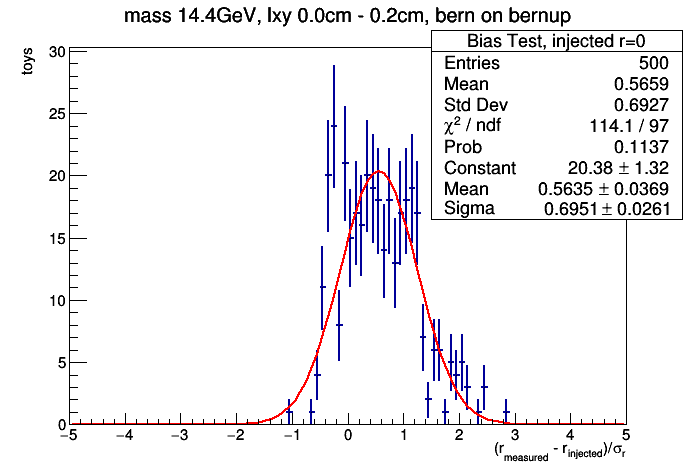 mass 14.4GeV, lxy 0.0cm - 0.2cm, bern on bernup
Bias Test, injected r=0
Entries 500
Mean 0.5659
Std Dev 0.6927
χ² / ndf 114.1 / 97
Prob 0.1137
Constant 20.38 ± 1.32
Mean 0.5635 ± 0.0369
Sigma 0.6951 ± 0.0261
toys
30
25
20
15
10
5
0
−5 −4 −3 −2 −1 0 1 2 3 4 5
(r_measured - r_injected)/σ_r